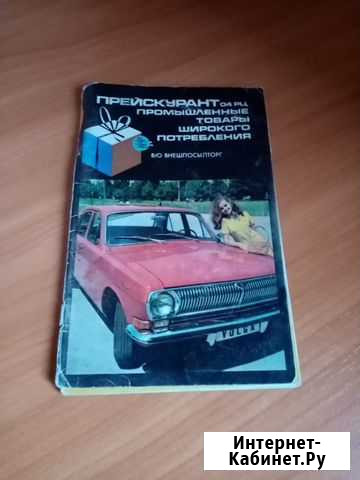 ПРЕЙСКУРАНТ 04 РЦ
ПРОМЫШЛЕННЫЕ
ТОВАРЫ
ШИРОКОГО
ПОТРЕБЛЕНИЯ
В/О ВНЕШПОСЫЛТОРГ
VOLGA
Интернет-
Кабинет.Ру